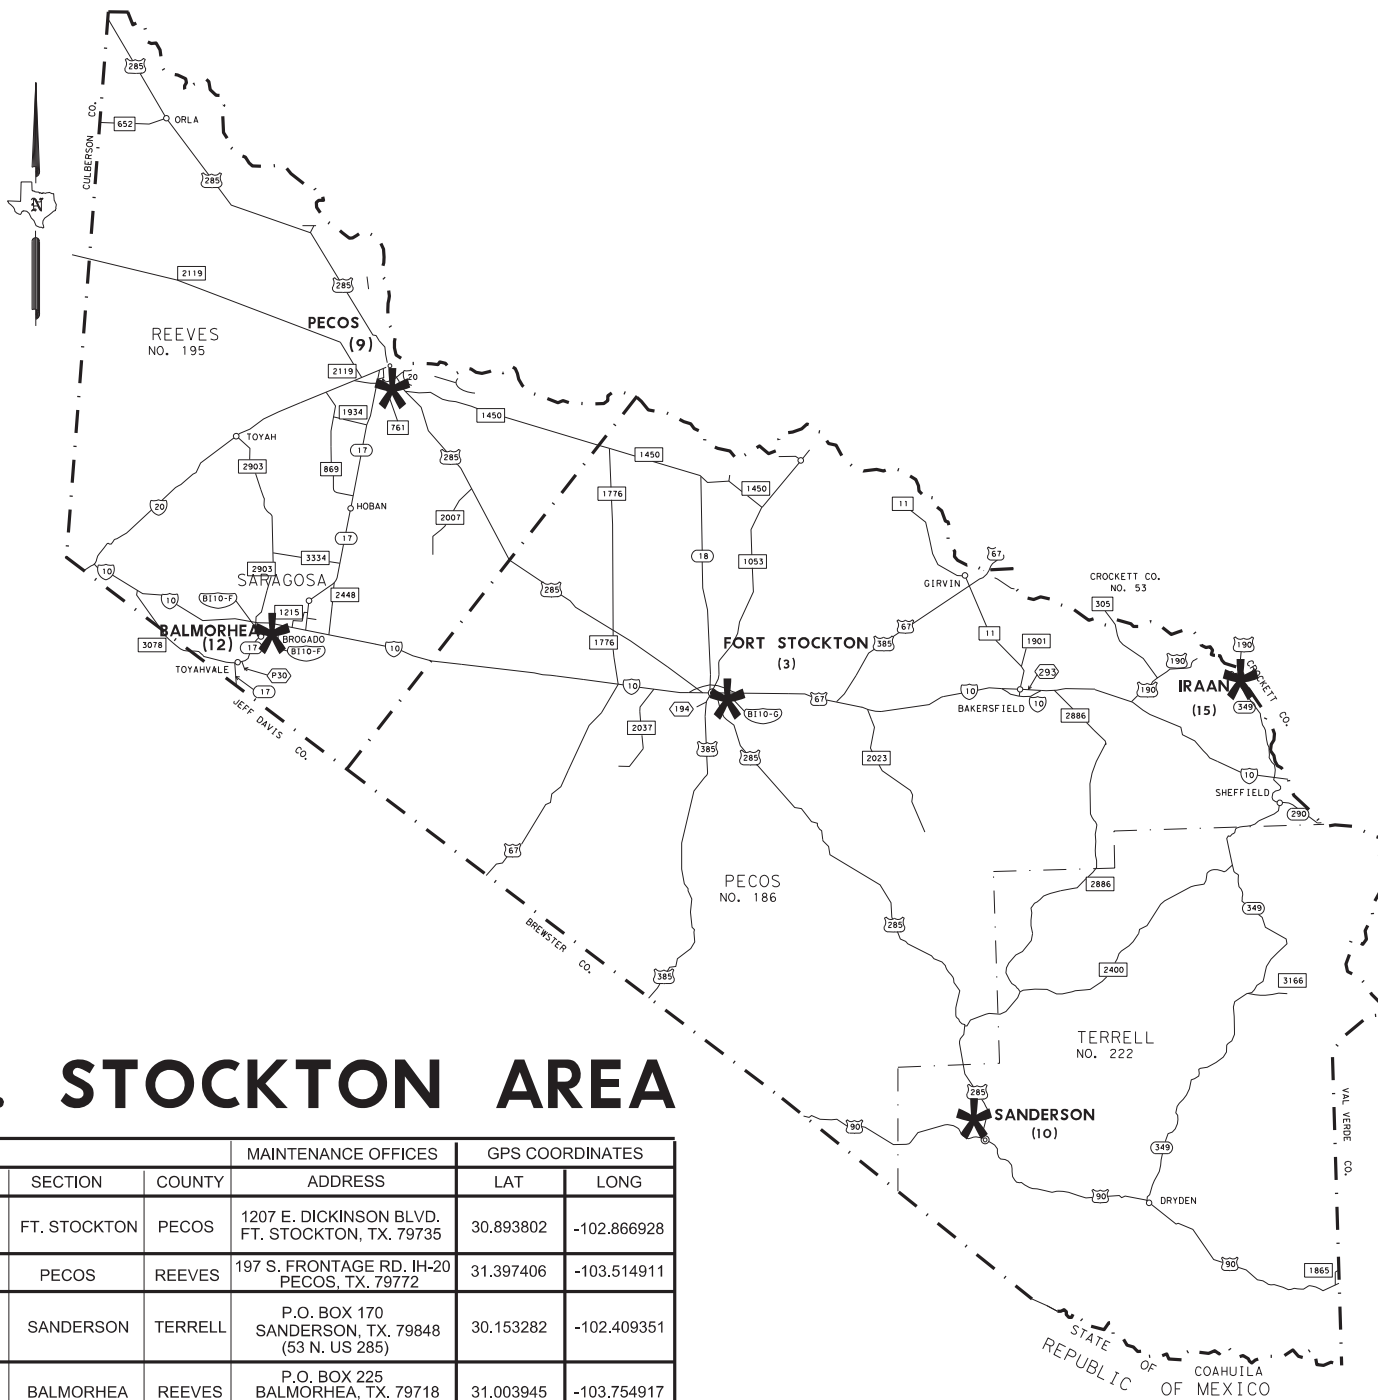 285
CULBERSON CO.
652
ORLA
285
N
2119
285
REEVES
NO. 195
PECOS
(9)
2119
20
1934
761
1450
17
285
TOYAH
2903
869
1450
1776
1450
20
HOBAN
2007
11
17
18
1053
67
3334
10
2903
SARAGOSA
285
GIRVIN
CROCKETT CO.
NO. 53
305
10
BI10-F
2448
1215
67
11
BALMORHEA
(12)
BROGADO
3078
17
BI10-F
10
1776
FORT STOCKTON
(3)
385
1901
190
190
TOYAHVALE
P30
17
10
67
10
293
190
IRAAN
(15)
CROCKETT CO.
349
194
BI10-G
BAKERSFIELD
10
2886
JEFF DAVIS CO.
2037
385
285
2023
10
SHEFFIELD
290
67
PECOS
NO. 186
2886
BREWSTER CO.
285
349
385
2400
3166
TERRELL
NO. 222
285
SANDERSON
(10)
90
VAL VERDE CO.
349
90
DRYDEN
90
1865
STATE OF COAHUILA
REPUBLIC OF MEXICO
. STOCKTON AREA
MAINTENANCE OFFICES GPS COORDINATES
SECTION COUNTY ADDRESS LAT LONG
FT. STOCKTON PECOS 1207 E. DICKINSON BLVD. 30.893802 -102.866928
FT. STOCKTON, TX. 79735
PECOS REEVES 197 S. FRONTAGE RD. IH-20 31.397406 -103.514911
PECOS, TX. 79772
P.O. BOX 170
SANDERSON TERRELL SANDERSON, TX. 79848 30.153282 -102.409351
(53 N. US 285)
P.O. BOX 225
BALMORHEA REEVES BALMORHEA, TX. 79718 31.003945 -103.754917